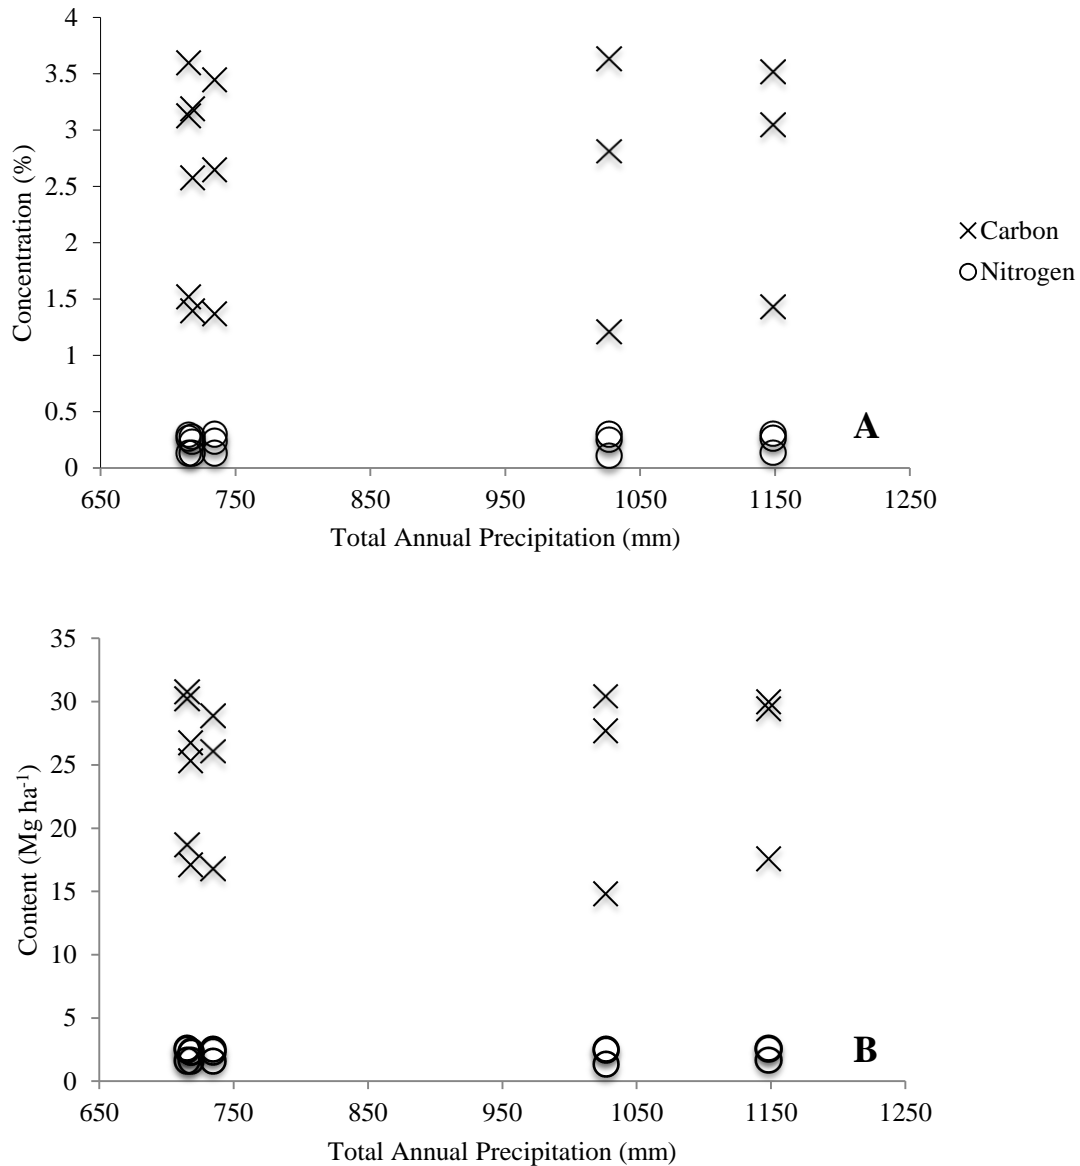 4
3.5
3
2.5
2
1.5
1
0.5
0
Concentration (%)
650 750 850 950 1050 1150 1250
Total Annual Precipitation (mm)
Carbon
Nitrogen
A
35
30
25
20
15
10
5
0
Content (Mg ha-1)
650 750 850 950 1050 1150 1250
Total Annual Precipitation (mm)
B